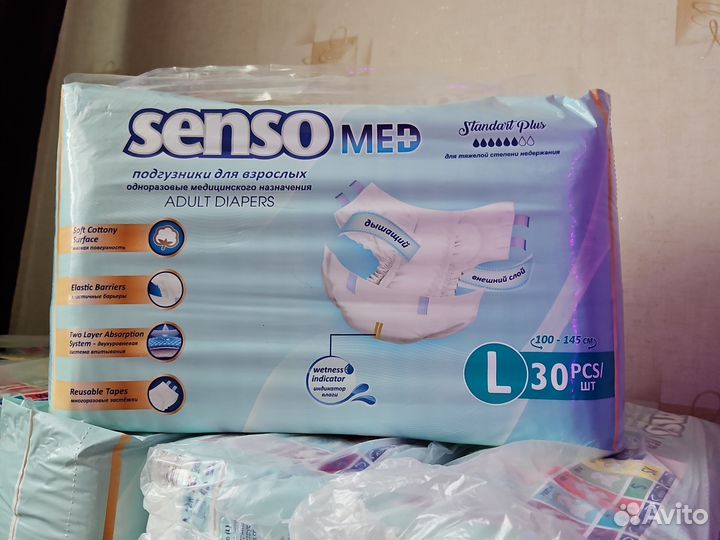 senso MED
Standart Plus
для тяжелой степени недержания
подгузники для взрослых
одноразовые медицинского назначения
ADULT DIAPERS
Soft Cottony
Surface
мягкая поверхность
Elastic Barriers
эластичные барьеры
Two Layer Absorption
System - двухуровневая
система впитывания
Reusable Tapes
многоразовые застёжки
дышащий
внешний слой
wetness
indicator
индикатор
влаги
100 - 145 см
L 30 PCS/
ШТ
Avito